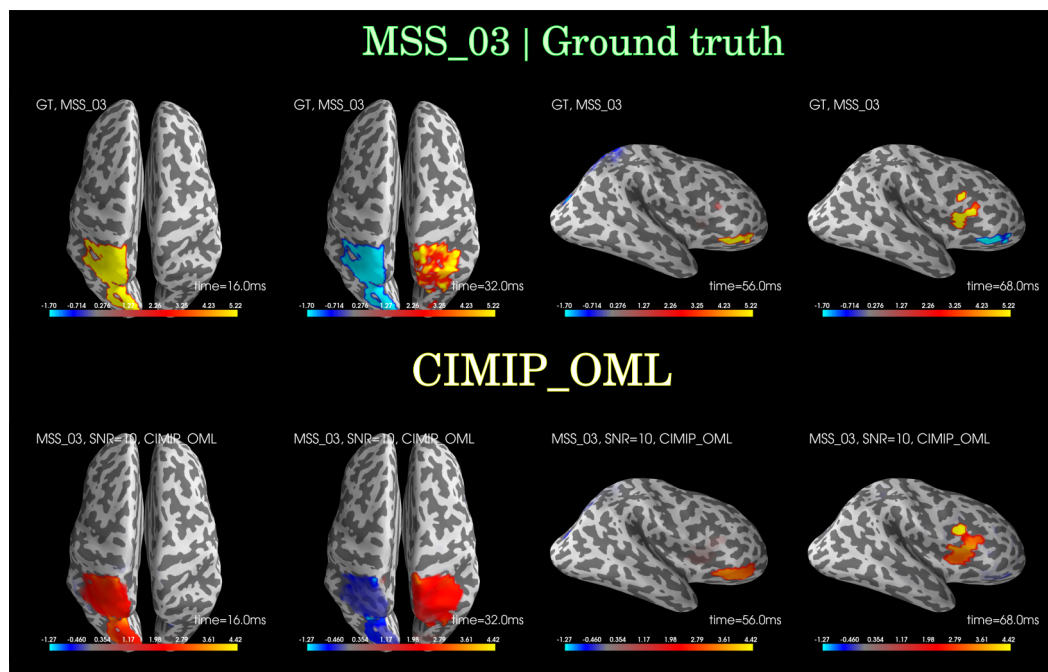 MSS_03 | Ground truth
GT, MSS_03
GT, MSS_03
GT, MSS_03
GT, MSS_03
time=16.0ms
time=32.0ms
time=56.0ms
time=68.0ms
-1.70 -0.714 0.276 1.27 2.26 3.25 4.23 5.22
-1.70 -0.714 0.276 1.27 2.26 3.25 4.23 5.22
-1.70 -0.714 0.276 1.27 2.26 3.25 4.23 5.22
-1.70 -0.714 0.276 1.27 2.26 3.25 4.23 5.22
CIMIP_OML
MSS_03, SNR=10, CIMIP_OML
MSS_03, SNR=10, CIMIP_OML
MSS_03, SNR=10, CIMIP_OML
MSS_03, SNR=10, CIMIP_OML
time=16.0ms
time=32.0ms
time=56.0ms
time=68.0ms
-1.27 -0.460 0.354 1.17 1.98 2.79 3.61 4.42
-1.27 -0.460 0.354 1.17 1.98 2.79 3.61 4.42
-1.27 -0.460 0.354 1.17 1.98 2.79 3.61 4.42
-1.27 -0.460 0.354 1.17 1.98 2.79 3.61 4.42